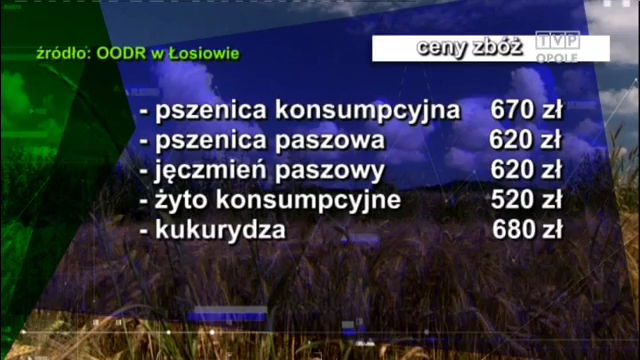 źródło: OODR w Łosiowie
ceny zbóż
TVP
OPOLE
- pszenica konsumpcyjna 670 zł
- pszenica paszowa 620 zł
- jęczmień paszowy 620 zł
- żyto konsumpcyjne 520 zł
- kukurydza 680 zł